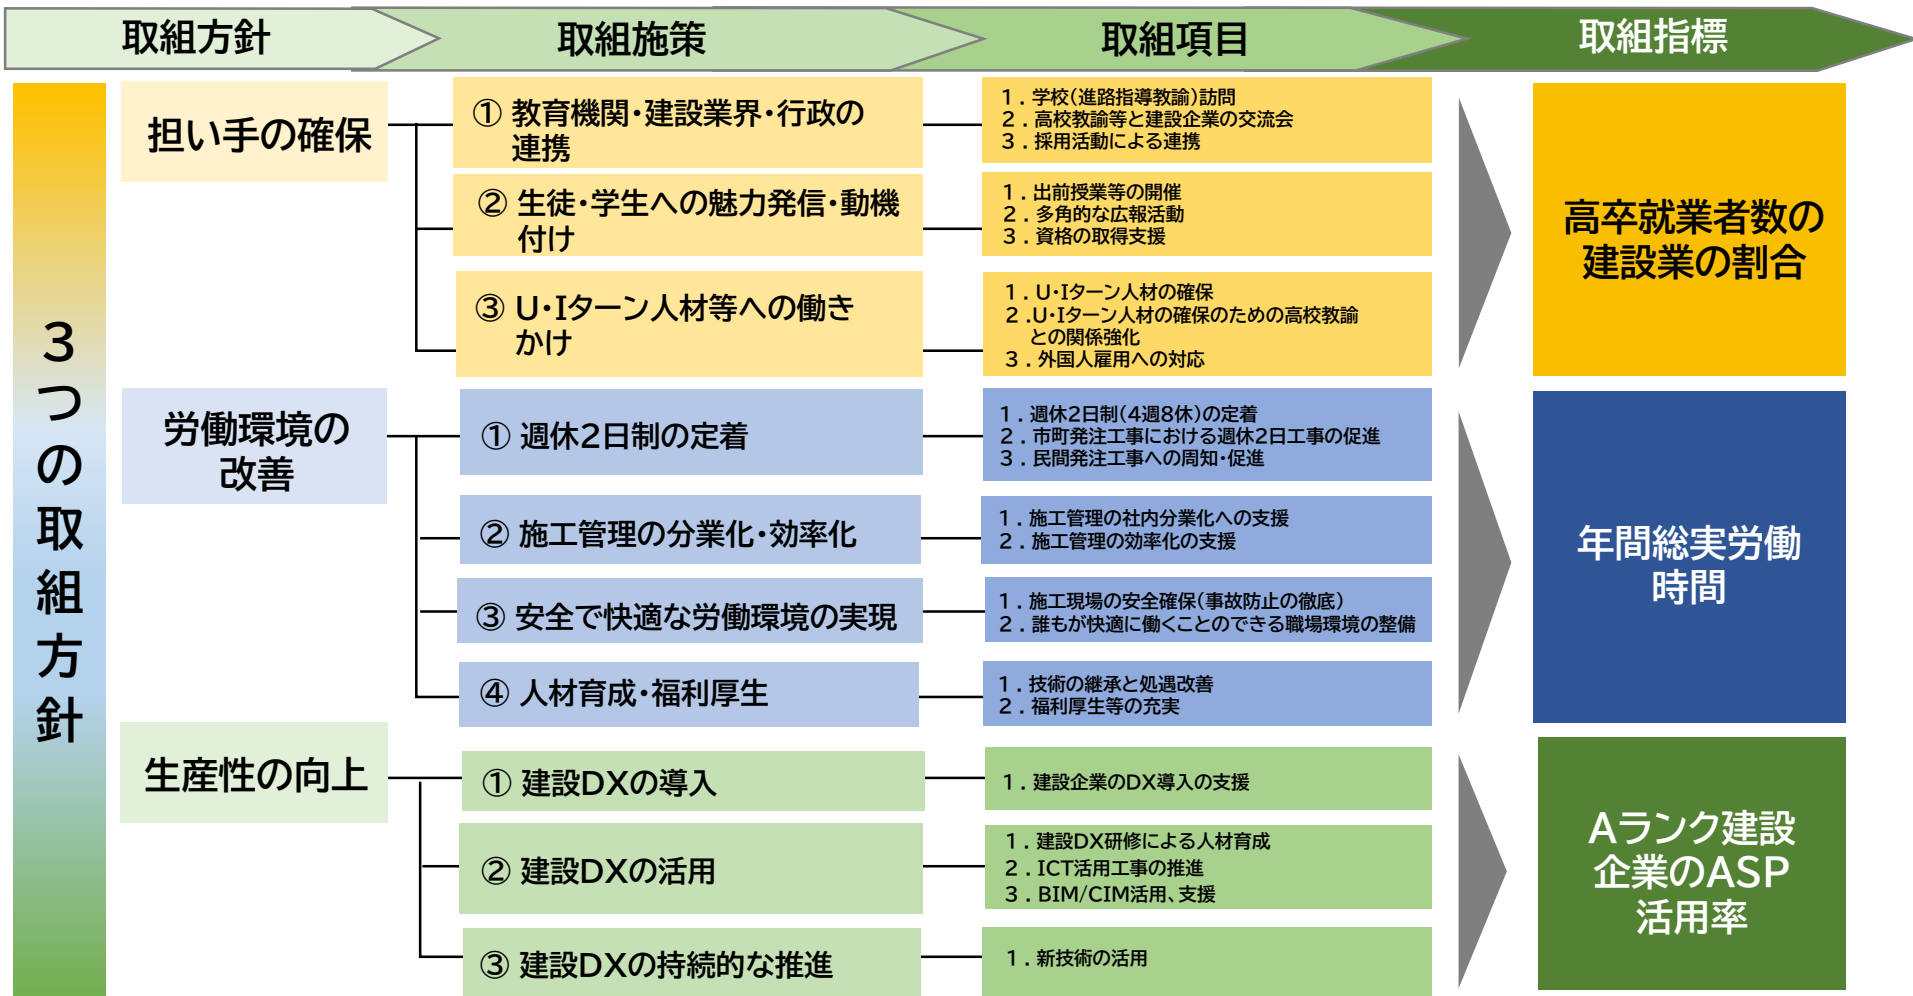 取組方針
取組施策
取組項目
取組指標
3つの取組方針
担い手の確保
① 教育機関・建設業界・行政の
連携
1．学校（進路指導教諭）訪問
2．高校教諭等と建設企業の交流会
3．採用活動による連携
② 生徒・学生への魅力発信・動機
付け
1．出前授業等の開催
2．多角的な広報活動
3．資格の取得支援
③ U・Iターン人材等への働き
かけ
1．U・Iターン人材の確保
2．U・Iターン人材の確保のための高校教諭
との関係強化
3．外国人雇用への対応
高卒就業者数の
建設業の割合
労働環境の
改善
① 週休2日制の定着
1．週休2日制（4週8休）の定着
2．市町発注工事における週休2日工事の促進
3．民間発注工事への周知・促進
② 施工管理の分業化・効率化
1．施工管理の社内分業化への支援
2．施工管理の効率化の支援
③ 安全で快適な労働環境の実現
1．施工現場の安全確保（事故防止の徹底）
2．誰もが快適に働くことのできる職場環境の整備
④ 人材育成・福利厚生
1．技術の継承と処遇改善
2．福利厚生等の充実
年間総実労働
時間
生産性の向上
① 建設DXの導入
1．建設企業のDX導入の支援
② 建設DXの活用
1．建設DX研修による人材育成
2．ICT活用工事の推進
3．BIM/CIM活用、支援
③ 建設DXの持続的な推進
1．新技術の活用
Aランク建設
企業のASP
活用率